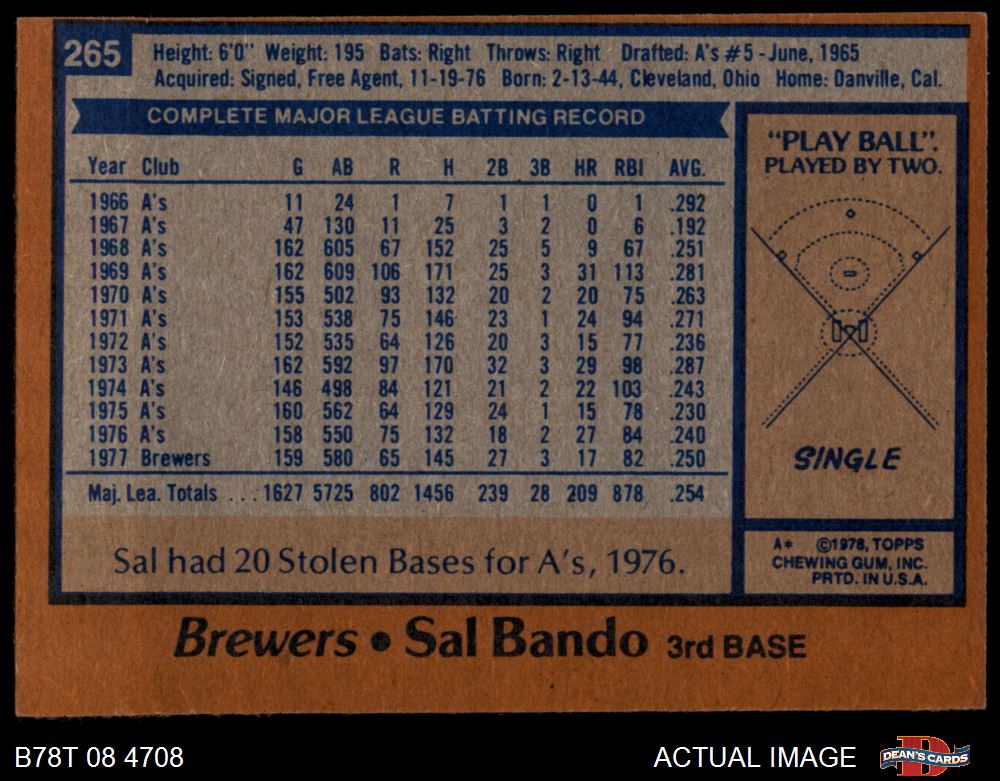 265
Height: 6'0" Weight: 195 Bats: Right Throws: Right Drafted: A's #5 - June, 1965
Acquired: Signed, Free Agent, 11-19-76 Born: 2-13-44, Cleveland, Ohio Home: Danville, Cal.
COMPLETE MAJOR LEAGUE BATTING RECORD
Year Club G AB R H 2B 3B HR RBI AVG.
1966 A's 11 24 1 7 1 1 0 1 .292
1967 A's 47 130 11 25 3 2 0 6 .192
1968 A's 162 605 67 152 25 5 9 67 .251
1969 A's 162 609 106 171 25 3 31 113 .281
1970 A's 155 502 93 132 20 2 20 75 .263
1971 A's 153 538 75 146 23 1 24 94 .271
1972 A's 152 535 64 126 20 3 15 77 .236
1973 A's 162 592 97 170 32 3 29 98 .287
1974 A's 146 498 84 121 21 2 22 103 .243
1975 A's 160 562 64 129 24 1 15 78 .230
1976 A's 158 550 75 132 18 2 27 84 .240
1977 Brewers 159 580 65 145 27 3 17 82 .250
Maj. Lea. Totals ... 1627 5725 802 1456 239 28 209 878 .254
Sal had 20 Stolen Bases for A's, 1976.
"PLAY BALL".
PLAYED BY TWO.
SINGLE
A* ©1978, TOPPS
CHEWING GUM, INC.
PRTD. IN U.S.A.
Brewers • Sal Bando 3rd BASE
B78T 08 4708
ACTUAL IMAGE
D
DEAN'S CARDS